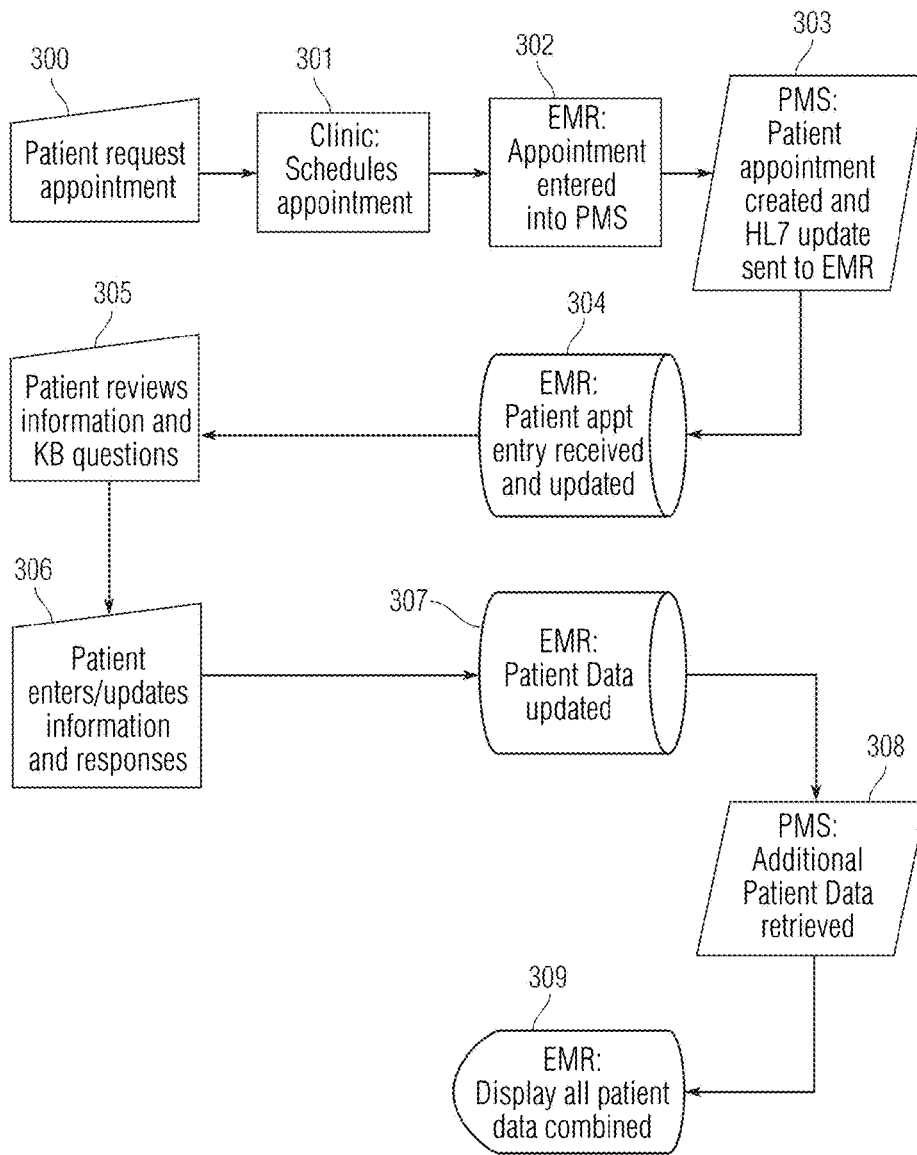 300
Patient request
appointment
301
Clinic:
Schedules
appointment
302
EMR:
Appointment
entered
into PMS
303
PMS:
Patient
appointment
created and
HL7 update
sent to EMR
304
EMR:
Patient appt
entry received
and updated
305
Patient reviews
information and
KB questions
306
Patient
enters/updates
information
and responses
307
EMR:
Patient Data
updated
308
PMS:
Additional
Patient Data
retrieved
309
EMR:
Display all patient
data combined